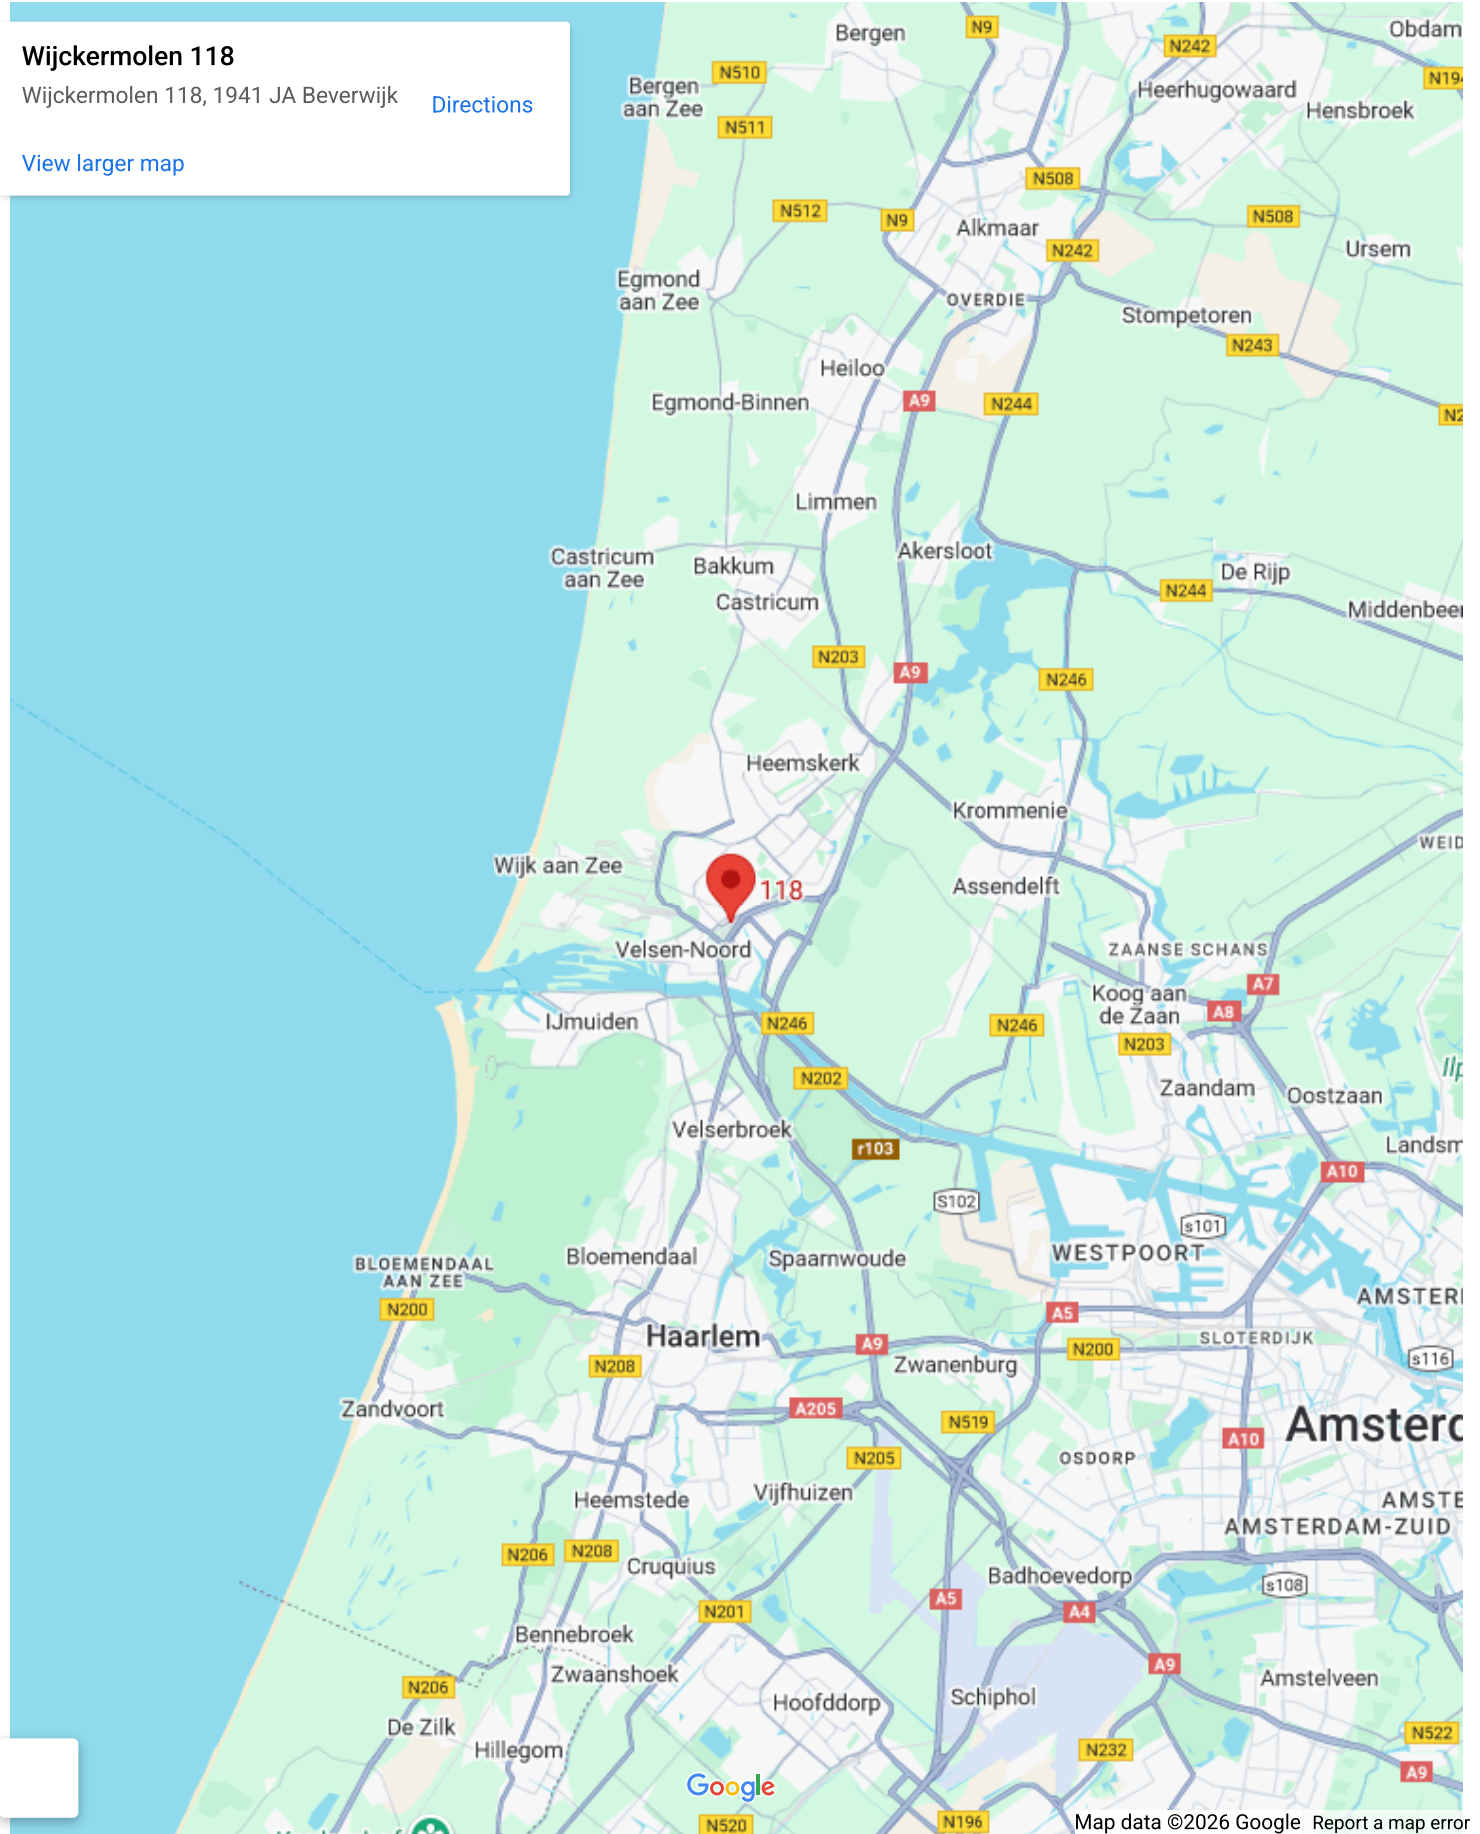 Wijckermolen 118
Wijckermolen 118, 1941 JA Beverwijk
Directions
View larger map
Bergen
N9
N242
Obdam
N510
Bergen
aan Zee
Heerhugowaard
Hensbroek
N511
N508
N512
N9
N508
Alkmaar
N242
Ursem
Egmond
aan Zee
OVERDIE
Stompetoren
N243
Heiloo
Egmond-Binnen
A9
N244
Limmen
Akersloot
Castricum
aan Zee
Bakkum
Castricum
De Rijp
N244
N203
A9
N246
Heemskerk
Krommenie
Wijk aan Zee
118
Assendelft
Velsen-Noord
ZAANSE SCHANS
A7
Koog aan
de Zaan
A8
IJmuiden
N246
N246
N203
N202
Zaandam
Oostzaan
Velserbroek
r103
A10
S102
s101
Bloemendaal
Spaarnwoude
WESTPOORT
BLOEMENDAAL
AAN ZEE
N200
A5
Haarlem
SLOTERDIJK
A9
N200
s116
N208
Zwanenburg
Zandvoort
A205
N519
A10
N205
OSDORP
Heemstede
Vijfhuizen
AMSTERDAM-ZUID
N206
N208
Cruquius
Badhoevedorp
s108
A5
A4
N201
Bennebroek
Zwaanshoek
A9
Amstelveen
N206
Hoofddorp
Schiphol
De Zilk
N522
Hillegom
N232
A9
Google
N520
N196
Map data ©2026 Google
Report a map error